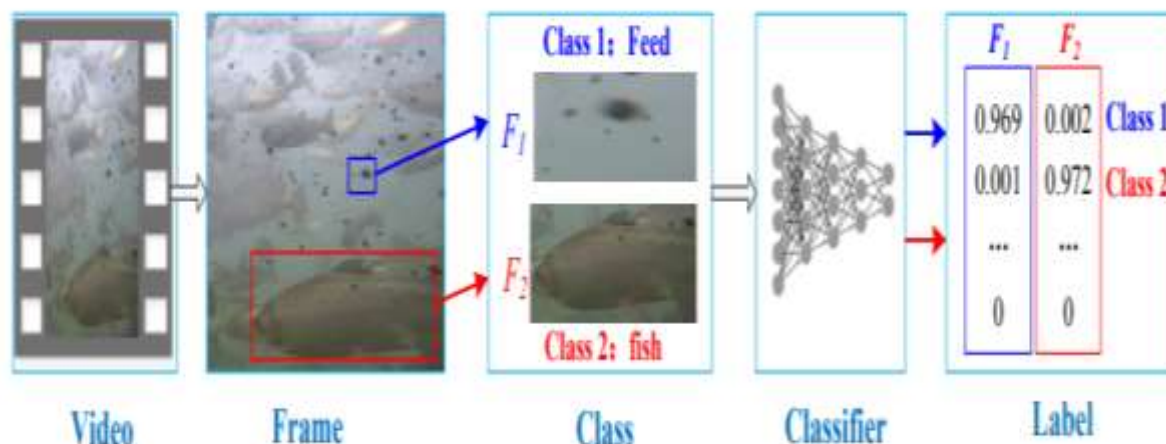 Class 1: Feed
F1
F2
Class 2: fish
F1 F2
0.969 0.002 Class 1
0.001 0.972 Class 2
... ...
0 0
Video Frame Class Classifier Label